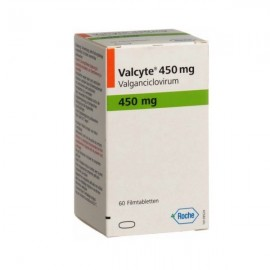 Valcyte® 450 mg
Valganciclovirum
450 mg
60 Filmtabletten
Roche